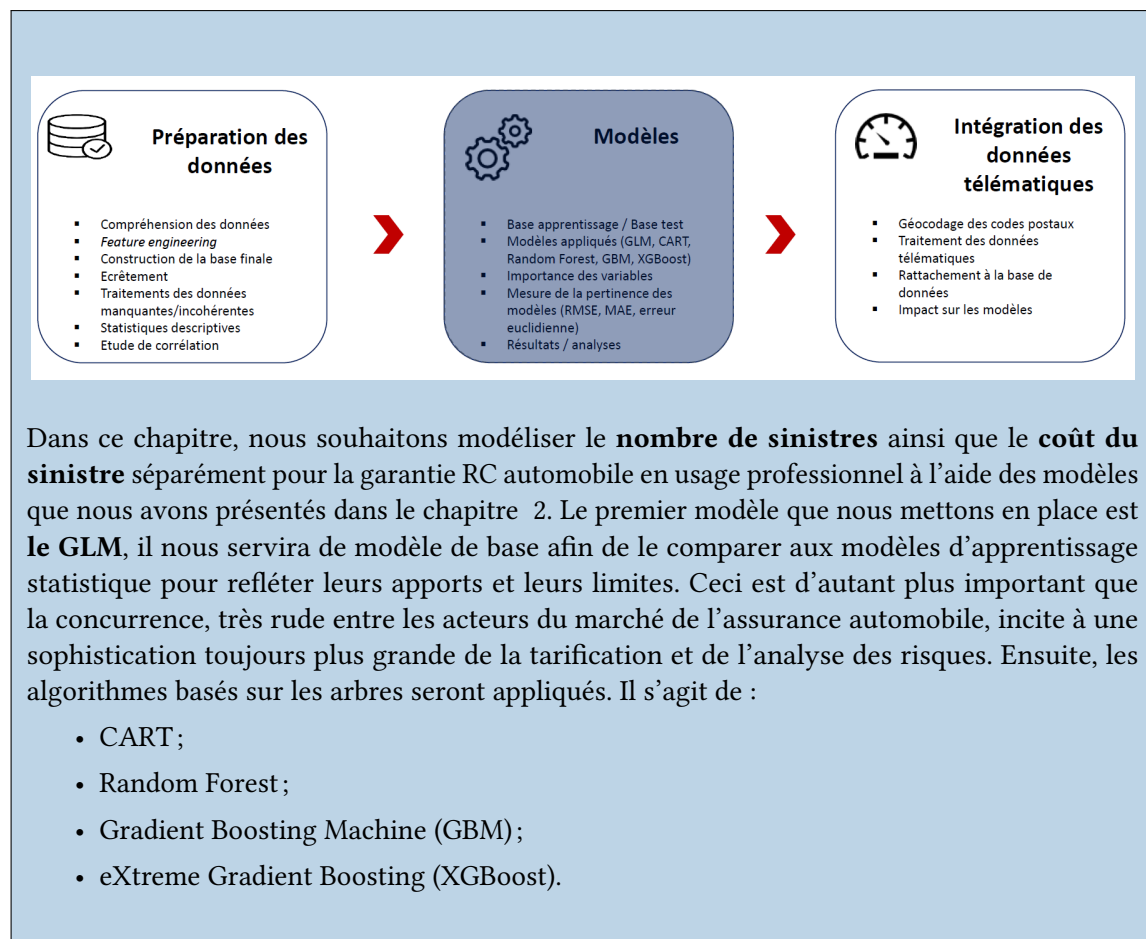 Préparation des
données
▪ Compréhension des données
▪ Feature engineering
▪ Construction de la base finale
▪ Ecrêtement
▪ Traitements des données
manquantes/incohérentes
▪ Statistiques descriptives
▪ Etude de corrélation
Modèles
▪ Base apprentissage / Base test
▪ Modèles appliqués (GLM, CART,
Random Forest, GBM, XGBoost)
▪ Importance des variables
▪ Mesure de la pertinence des
modèles (RMSE, MAE, erreur
euclidienne)
▪ Résultats / analyses
Intégration des
données
télématiques
▪ Géocodage des codes postaux
▪ Traitement des données
télématiques
▪ Rattachement à la base de
données
▪ Impact sur les modèles
Dans ce chapitre, nous souhaitons modéliser le nombre de sinistres ainsi que le coût du
sinistre séparément pour la garantie RC automobile en usage professionnel à l'aide des modèles
que nous avons présentés dans le chapitre 2. Le premier modèle que nous mettons en place est
le GLM, il nous servira de modèle de base afin de le comparer aux modèles d'apprentissage
statistique pour refléter leurs apports et leurs limites. Ceci est d'autant plus important que
la concurrence, très rude entre les acteurs du marché de l'assurance automobile, incite à une
sophistication toujours plus grande de la tarification et de l'analyse des risques. Ensuite, les
algorithmes basés sur les arbres seront appliqués. Il s'agit de :
• CART ;
• Random Forest ;
• Gradient Boosting Machine (GBM) ;
• eXtreme Gradient Boosting (XGBoost).